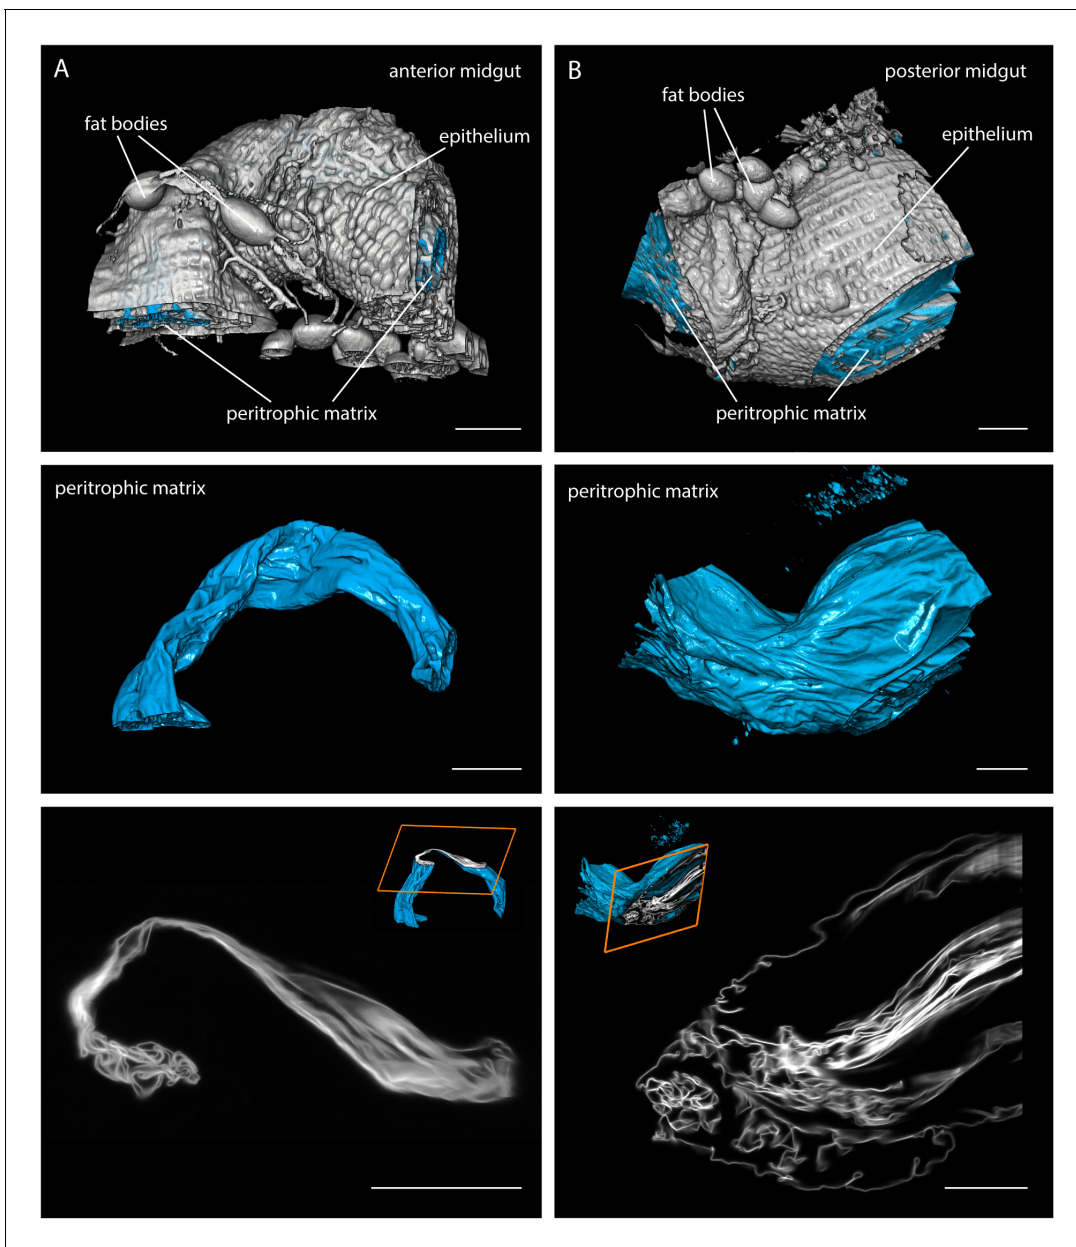 A
anterior midgut
fat bodies
epithelium
peritrophic matrix
B
posterior midgut
fat bodies
epithelium
peritrophic matrix
peritrophic matrix
peritrophic matrix